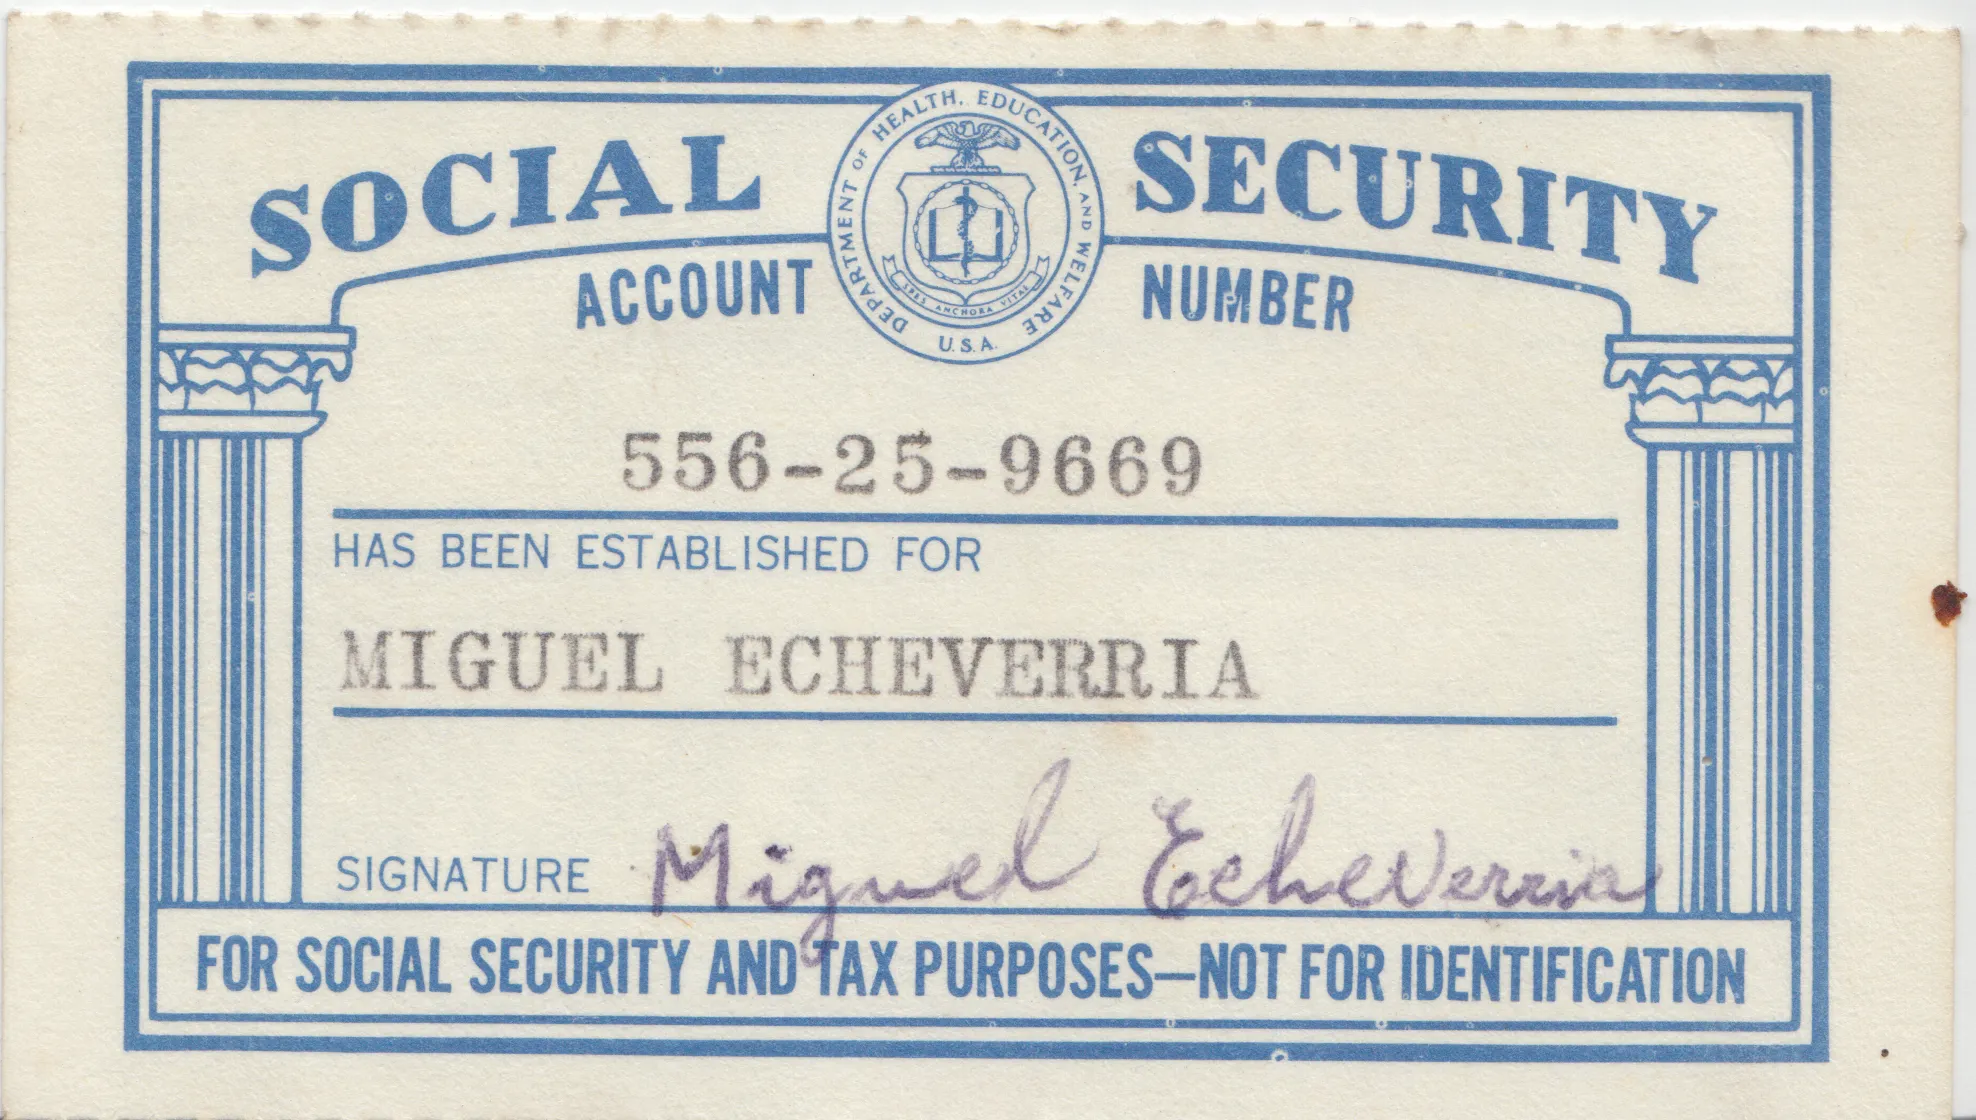 SOCIAL SECURITY
DEPARTMENT OF HEALTH, EDUCATION, AND WELFARE
SPES ANCHORA VITAE
U.S.A.
ACCOUNT NUMBER
556-25-9669
HAS BEEN ESTABLISHED FOR
MIGUEL ECHEVERRIA
SIGNATURE Miguel Echeverria
FOR SOCIAL SECURITY AND TAX PURPOSES—NOT FOR IDENTIFICATION